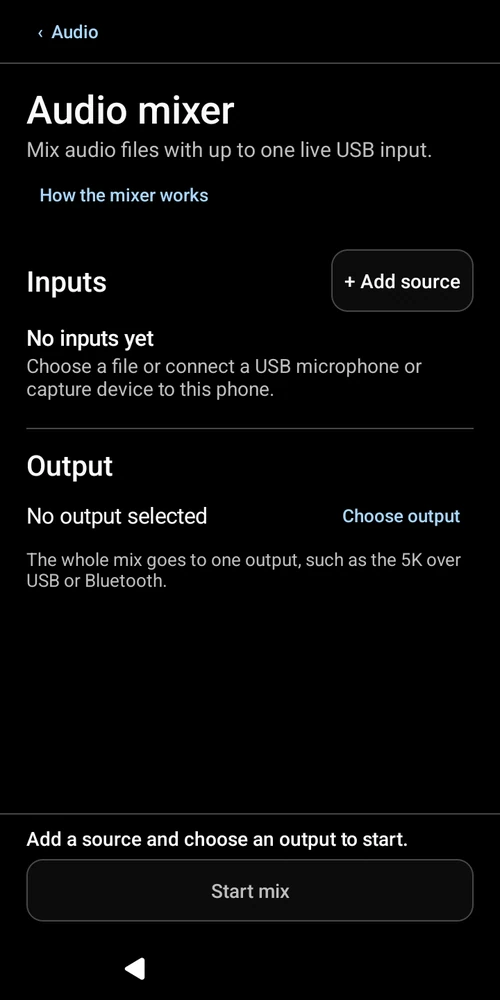 ‹ Audio
Audio mixer
Mix audio files with up to one live USB input.
How the mixer works
Inputs
+ Add source
No inputs yet
Choose a file or connect a USB microphone or
capture device to this phone.
Output
No output selected
Choose output
The whole mix goes to one output, such as the 5K over
USB or Bluetooth.
Add a source and choose an output to start.
Start mix